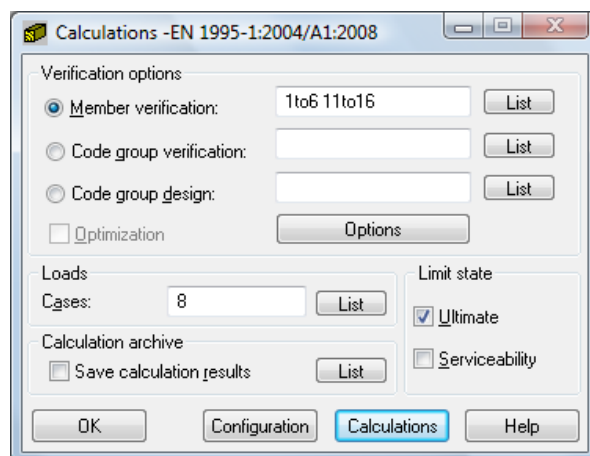 Calculations -EN 1995-1:2004/A1:2008
Verification options
Member verification: 1to6 11to16 List
Code group verification: List
Code group design: List
Optimization Options
Loads
Cases: 8 List
Limit state
Ultimate
Serviceability
Calculation archive
Save calculation results List
OK Configuration Calculations Help